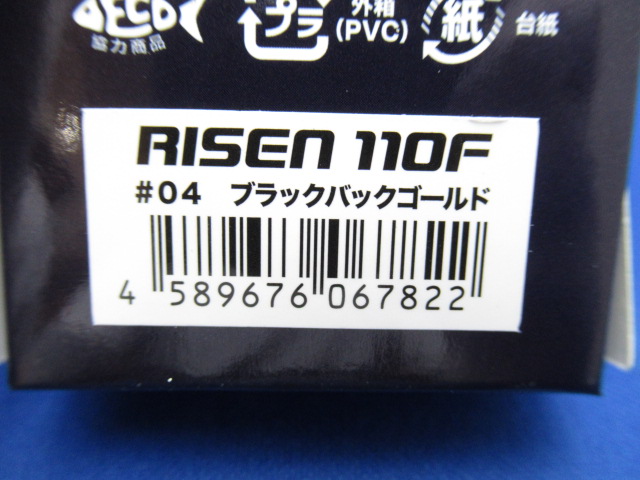 ECO
協力商品
プラ
外箱
(PVC)
紙
台紙
RISEN 110F
#04 ブラックバックゴールド
4 589676 067822